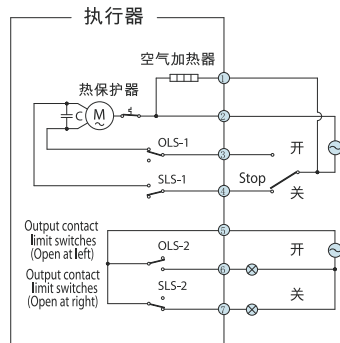 执行器
空气加热器
热保护器
1
C
M
~
2
~
OLS-1
3
开
SLS-1
4
Stop
关
5
Output contact
limit switches
(Open at left)
OLS-2
开
~
6
Output contact
limit switches
(Open at right)
SLS-2
关
7